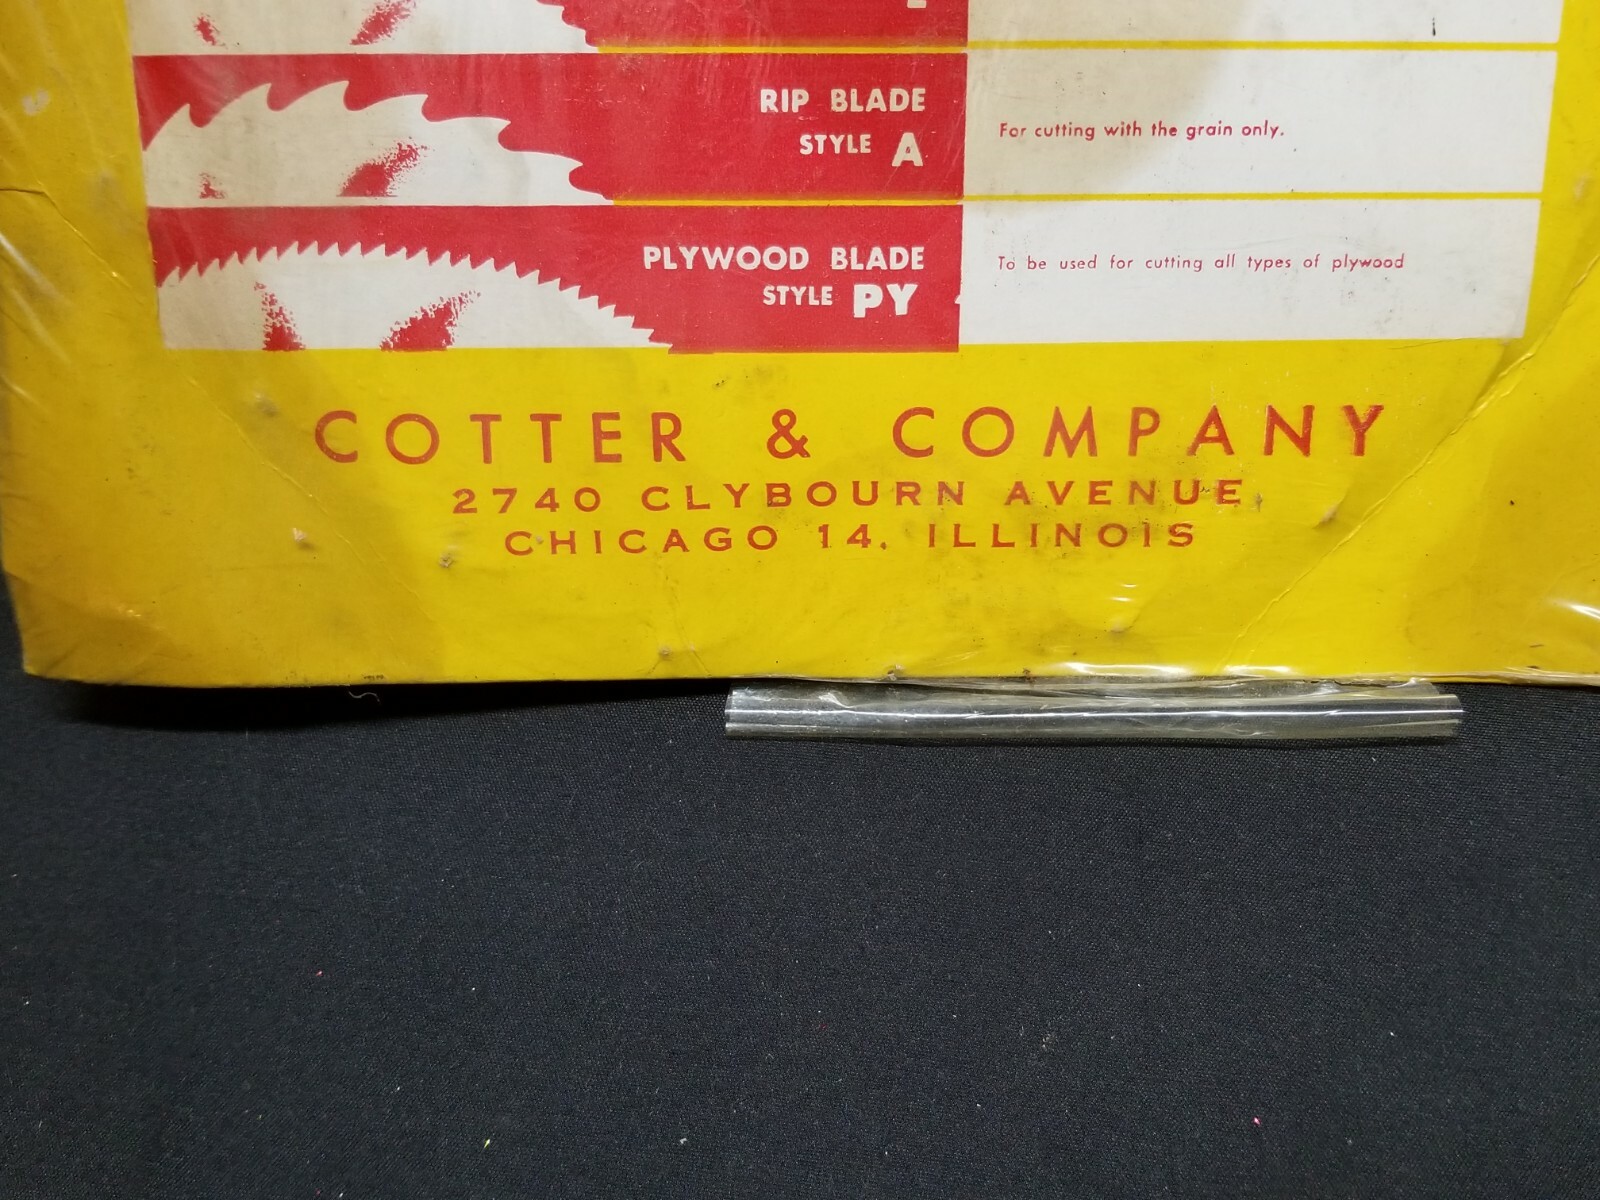 RIP BLADE
STYLE A
For cutting with the grain only.
PLYWOOD BLADE
STYLE PY
To be used for cutting all types of plywood
COTTER & COMPANY
2740 CLYBOURN AVENUE
CHICAGO 14, ILLINOIS